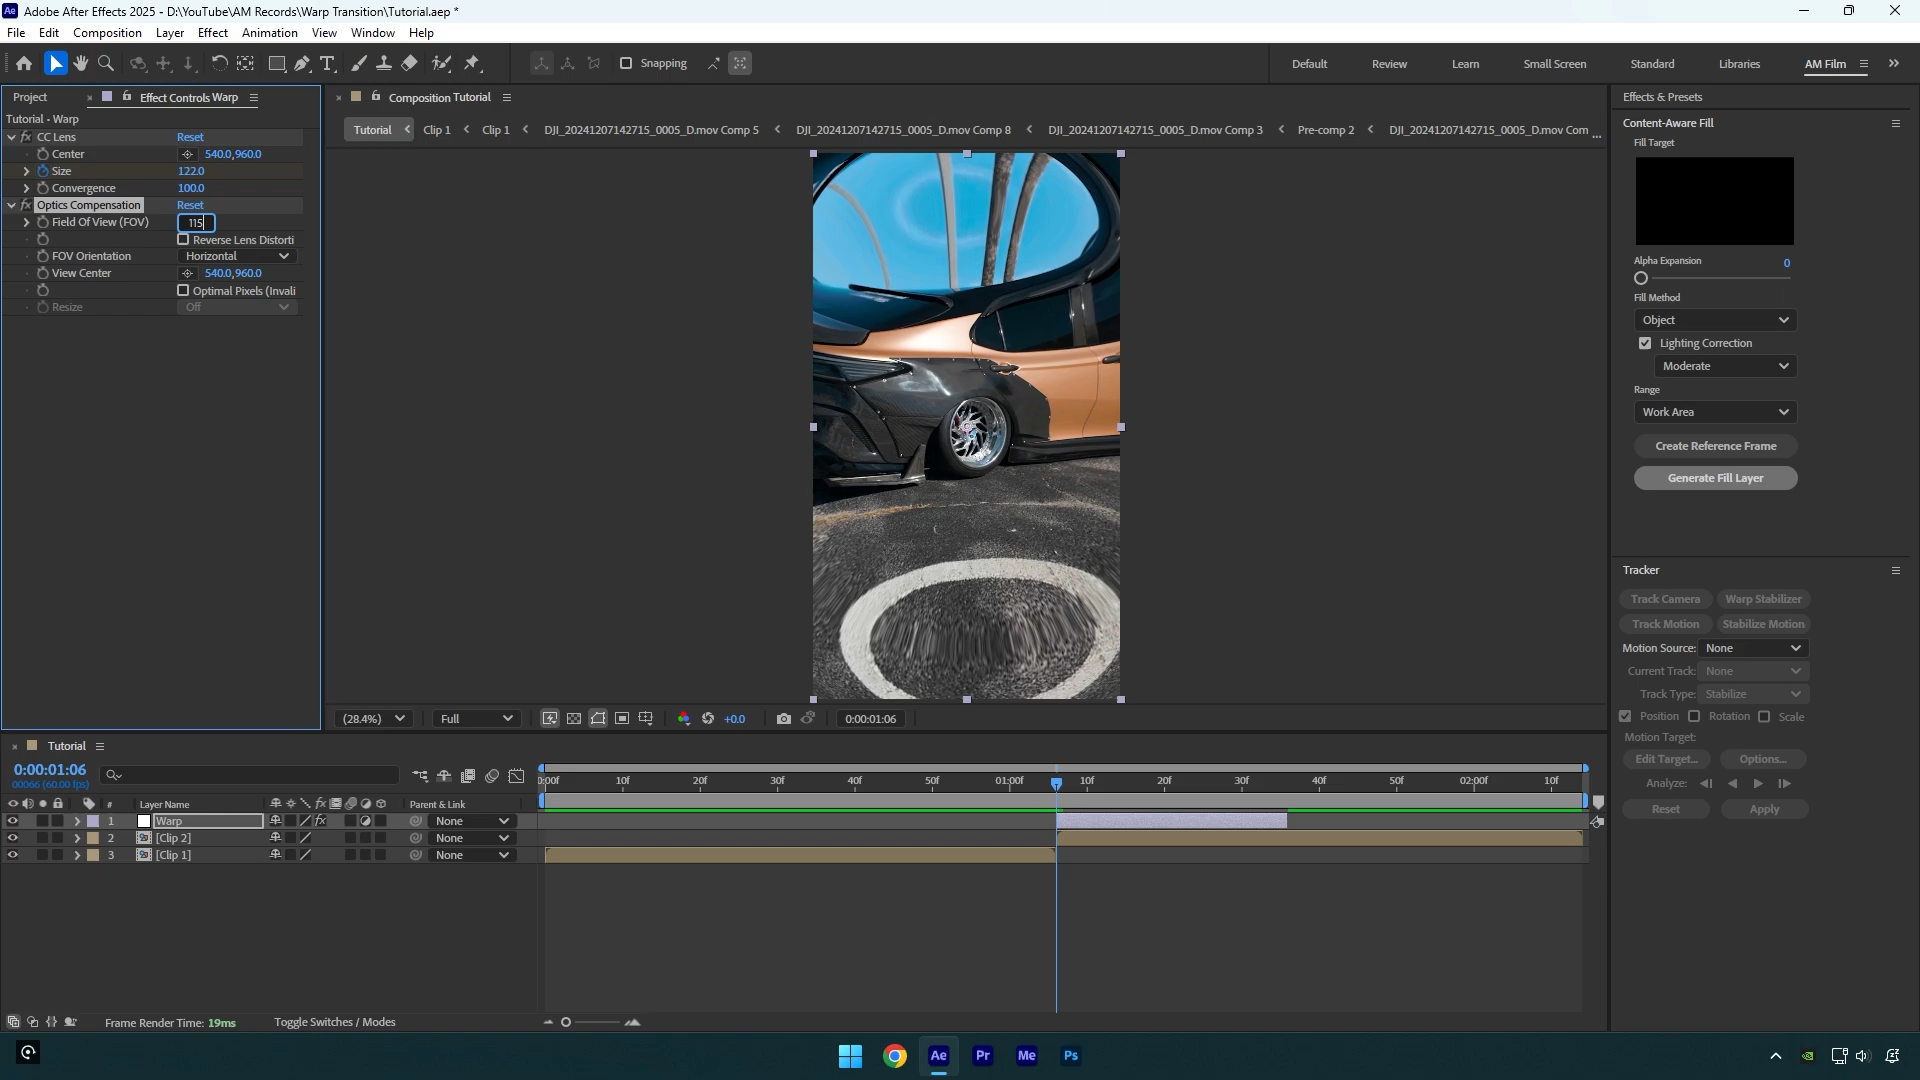 Ae Adobe After Effects 2025 - D:\YouTube\AM Records\Warp Transition\Tutorial.aep *
File Edit Composition Layer Effect Animation View Window Help
Snapping
Default Review Learn Small Screen Standard Libraries AM Film
Project Effect Controls Warp
Tutorial • Warp
fx CC Lens Reset
Center 540.0,960.0
Size 122.0
Convergence 100.0
fx Optics Compensation Reset
Field Of View (FOV) 115
Reverse Lens Distorti
FOV Orientation Horizontal
View Center 540.0,960.0
Optimal Pixels (Invali
Resize Off
Composition Tutorial
Tutorial Clip 1 Clip 1 DJI_20241207142715_0005_D.mov Comp 5 DJI_20241207142715_0005_D.mov Comp 8 DJI_20241207142715_0005_D.mov Comp 3 Pre-comp 2 DJI_20241207142715_0005_D.mov Com ...
(28.4%) Full +0.0 0:00:01:06
Effects & Presets
Content-Aware Fill
Fill Target
Alpha Expansion 0
Fill Method
Object
Lighting Correction
Moderate
Range
Work Area
Create Reference Frame
Generate Fill Layer
Tracker
Track Camera Warp Stabilizer
Track Motion Stabilize Motion
Motion Source: None
Current Track: None
Track Type: Stabilize
Position Rotation Scale
Motion Target:
Edit Target... Options...
Analyze:
Reset Apply
Tutorial
0:00:01:06
00066 (60.00 fps)
# Layer Name fx Parent & Link
1 Warp fx None
2 [Clip 2] None
3 [Clip 1] None
0:00f 10f 20f 30f 40f 50f 01:00f 10f 20f 30f 40f 50f 02:00f 10f
Frame Render Time: 19ms Toggle Switches / Modes
Ae Pr Me Ps